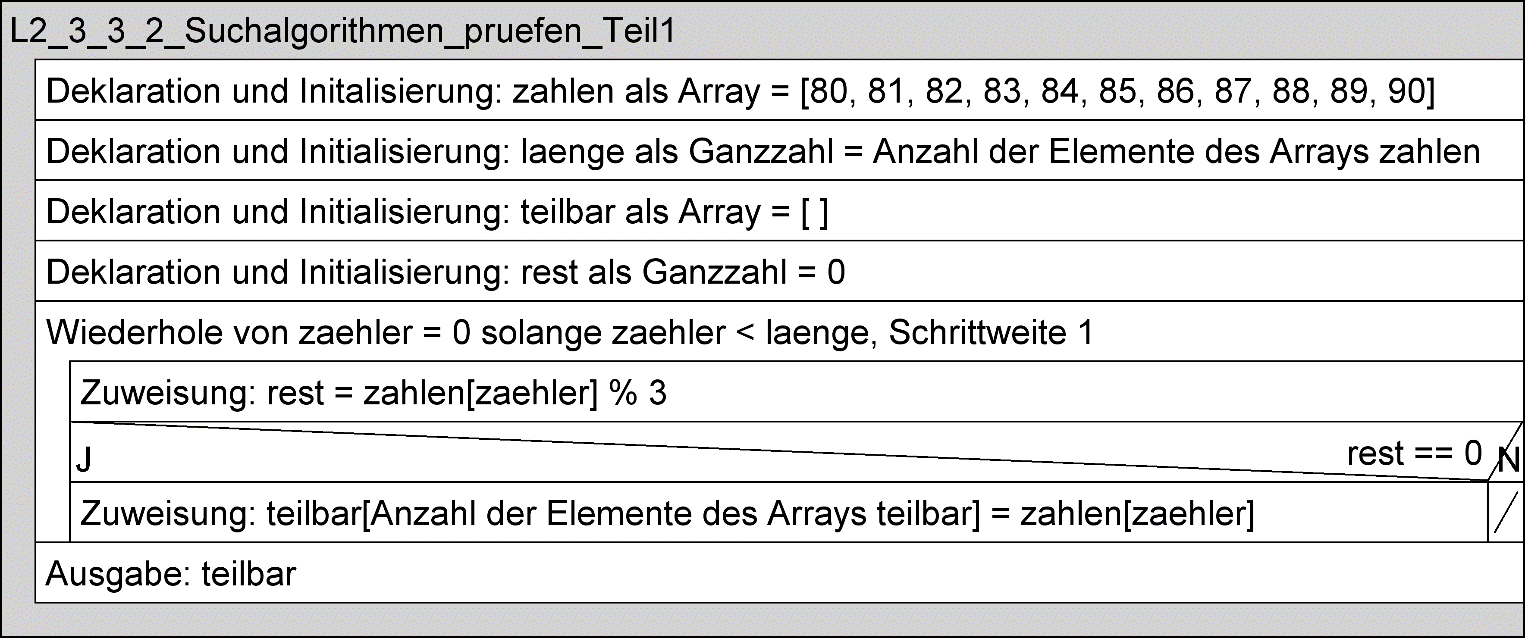 L2_3_3_2_Suchalgorithmen_pruefen_Teil1
Deklaration und Initalisierung: zahlen als Array = [80, 81, 82, 83, 84, 85, 86, 87, 88, 89, 90]
Deklaration und Initialisierung: laenge als Ganzzahl = Anzahl der Elemente des Arrays zahlen
Deklaration und Initialisierung: teilbar als Array = [ ]
Deklaration und Initialisierung: rest als Ganzzahl = 0
Wiederhole von zaehler = 0 solange zaehler < laenge, Schrittweite 1
Zuweisung: rest = zahlen[zaehler] % 3
J rest == 0 N
Zuweisung: teilbar[Anzahl der Elemente des Arrays teilbar] = zahlen[zaehler]
Ausgabe: teilbar